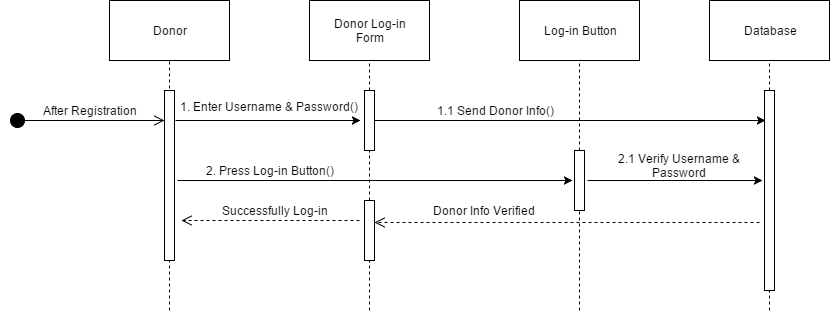 Donor
Donor Log-in
Form
Log-in Button
Database
After Registration
1. Enter Username & Password()
1.1 Send Donor Info()
2. Press Log-in Button()
2.1 Verify Username &
Password
Successfully Log-in
Donor Info Verified